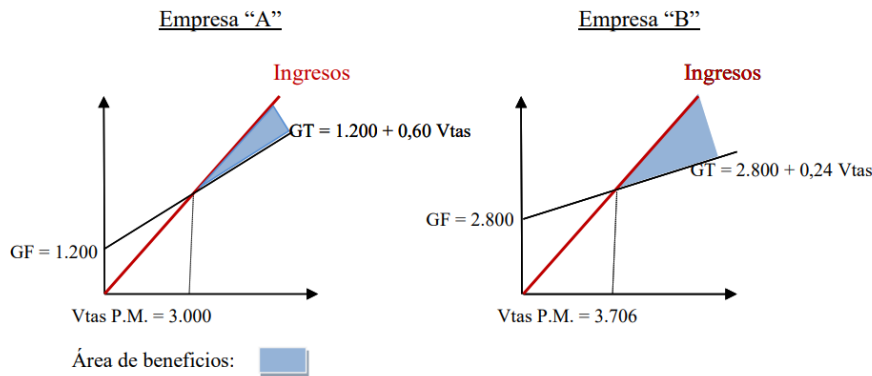 Empresa “A”
Empresa “B”
Ingresos
GT = 1.200 + 0,60 Vtas
GF = 1.200
Vtas P.M. = 3.000
Ingresos
GT = 2.800 + 0,24 Vtas
GF = 2.800
Vtas P.M. = 3.706
Área de beneficios: